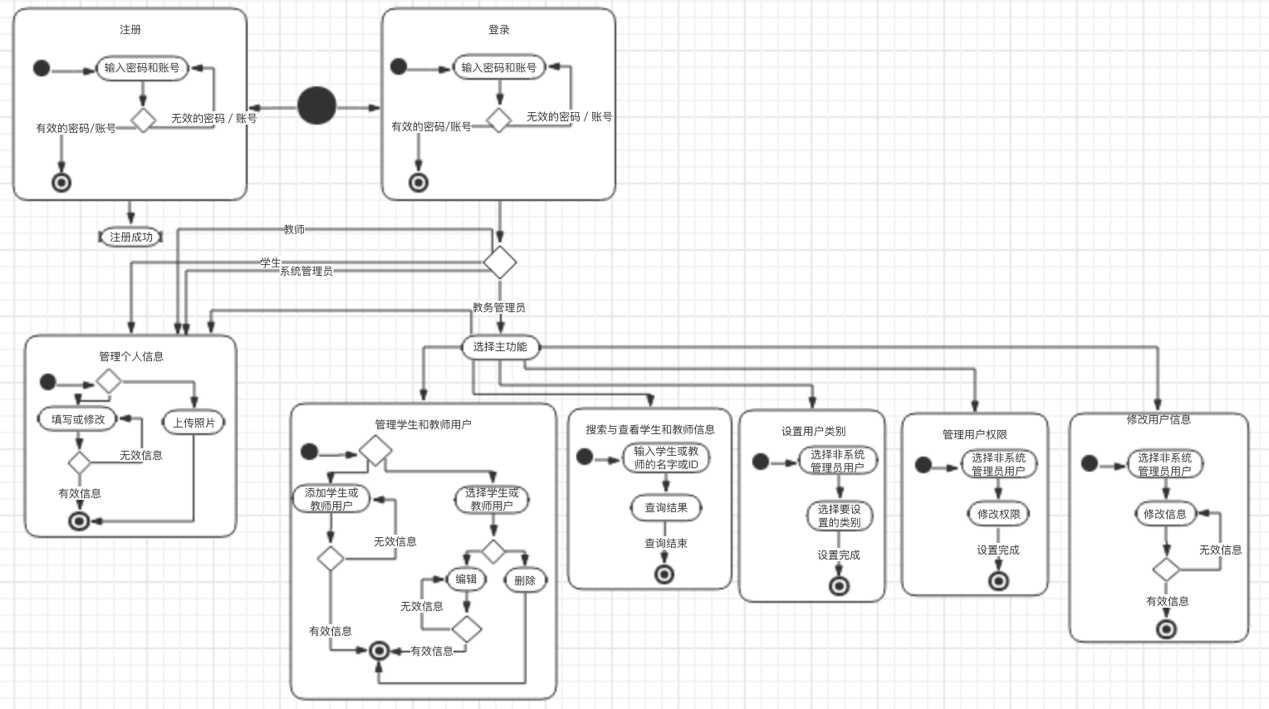 注册
输入密码和账号
无效的密码 / 账号
有效的密码/账号
登录
输入密码和账号
无效的密码 / 账号
有效的密码/账号
注册成功
教师
学生
系统管理员
教务管理员
选择主功能
管理个人信息
填写或修改
上传照片
无效信息
有效信息
管理学生和教师用户
添加学生或
教师用户
选择学生或
教师用户
无效信息
编辑
删除
无效信息
有效信息
有效信息
搜索与查看学生和教师信息
输入学生或教
师的名字或ID
查询结果
查询结束
设置用户类别
选择非系统
管理员用户
选择要设
置的类别
设置完成
管理用户权限
选择非系统
管理员用户
修改权限
设置完成
修改用户信息
选择非系统
管理员用户
修改信息
无效信息
有效信息